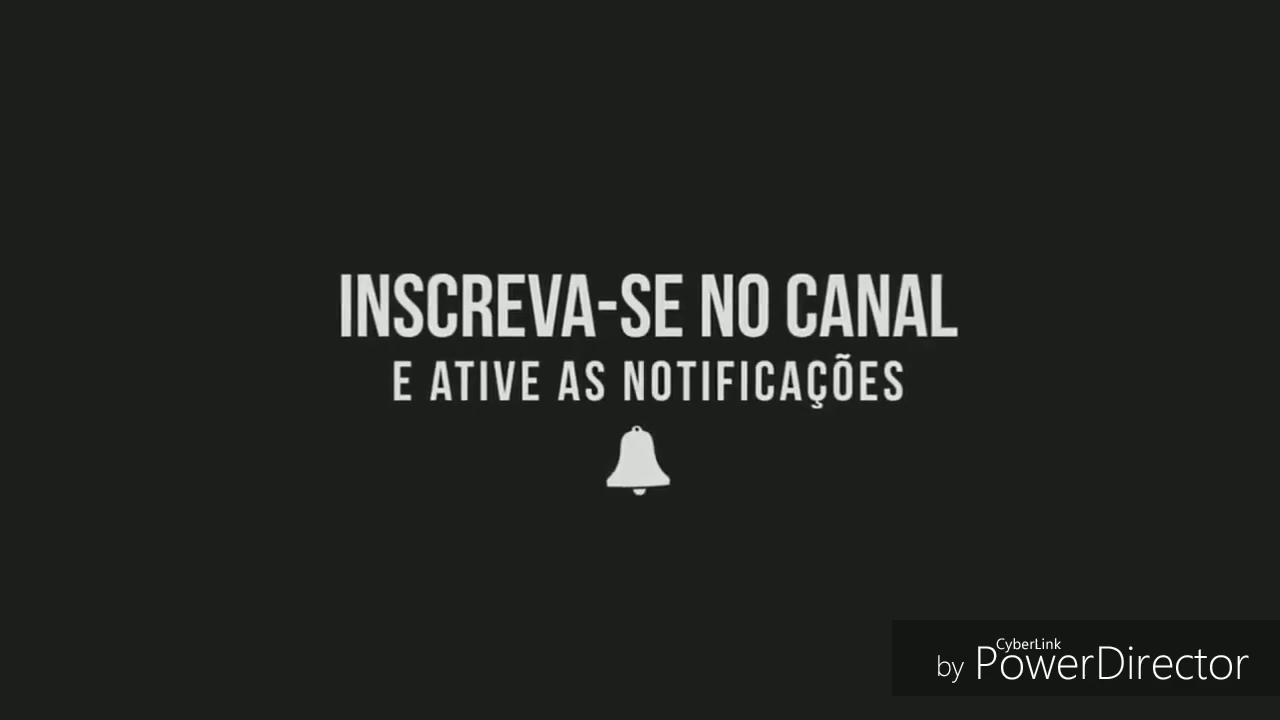 INSCREVA-SE NO CANAL
E ATIVE AS NOTIFICAÇÕES
CyberLink
by PowerDirector